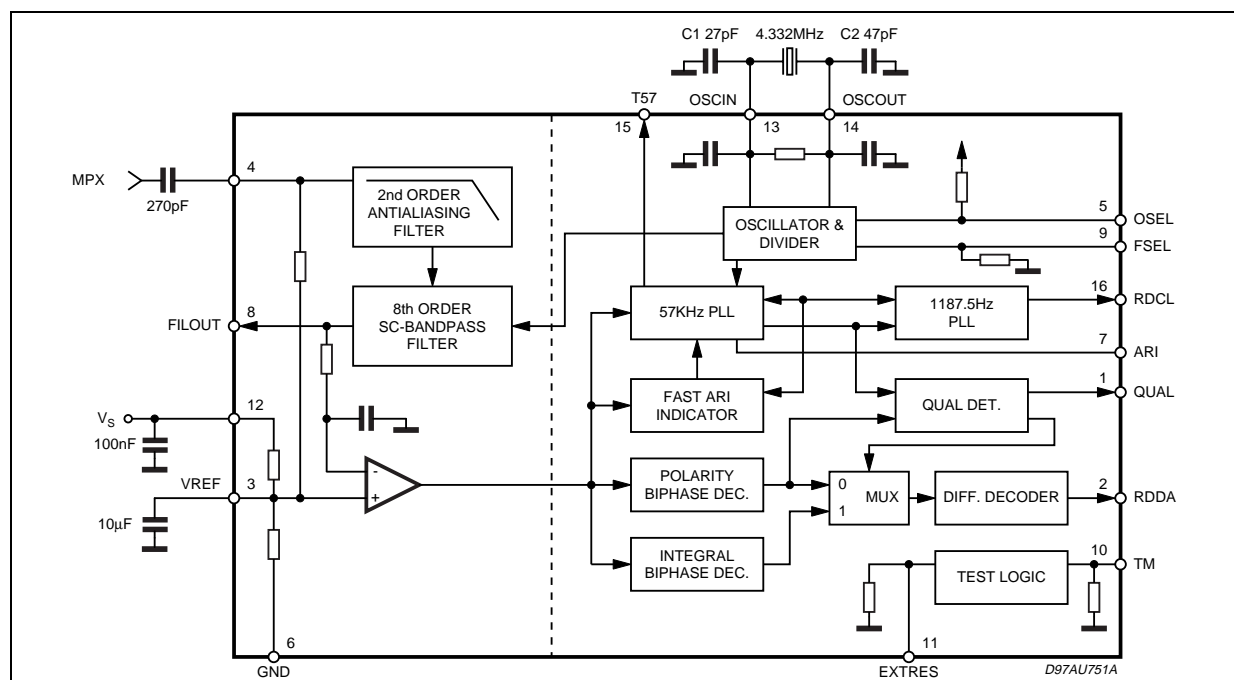 C1 27pF
4.332MHz
C2 47pF
T57
OSCIN
OSCOUT
15
13
14
MPX
270pF
4
2nd ORDER
ANTIALIASING
FILTER
OSCILLATOR &
DIVIDER
5
OSEL
9
FSEL
FILOUT
8
8th ORDER
SC-BANDPASS
FILTER
57KHz PLL
1187.5Hz
PLL
16
RDCL
7
ARI
FAST ARI
INDICATOR
QUAL DET.
1
QUAL
VS
12
100nF
VREF
3
-
+
10µF
POLARITY
BIPHASE DEC.
0
1
MUX
DIFF. DECODER
2
RDDA
INTEGRAL
BIPHASE DEC.
TEST LOGIC
10
TM
6
GND
11
EXTRES
D97AU751A